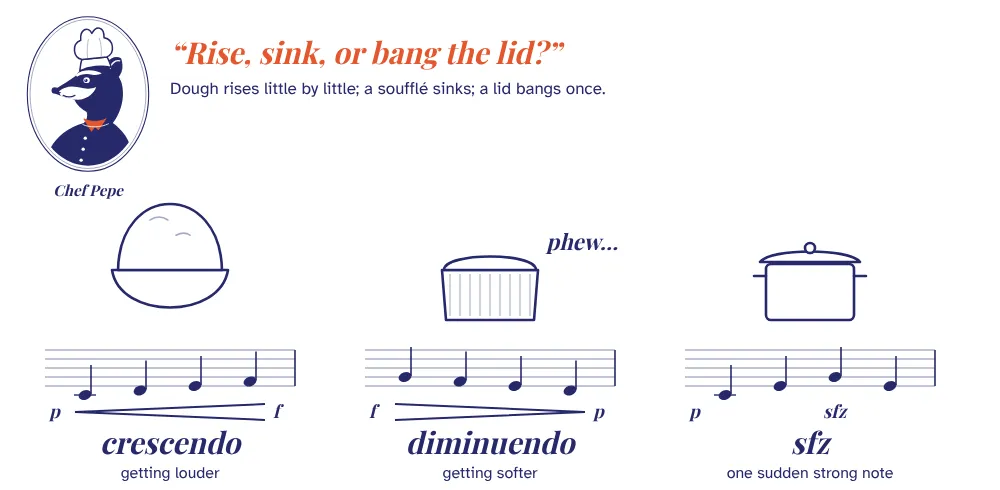 “Rise, sink, or bang the lid?”
Dough rises little by little; a soufflé sinks; a lid bangs once.
Chef Pepe
phew...
p f
f p
p sfz
crescendo
getting louder
diminuendo
getting softer
sfz
one sudden strong note